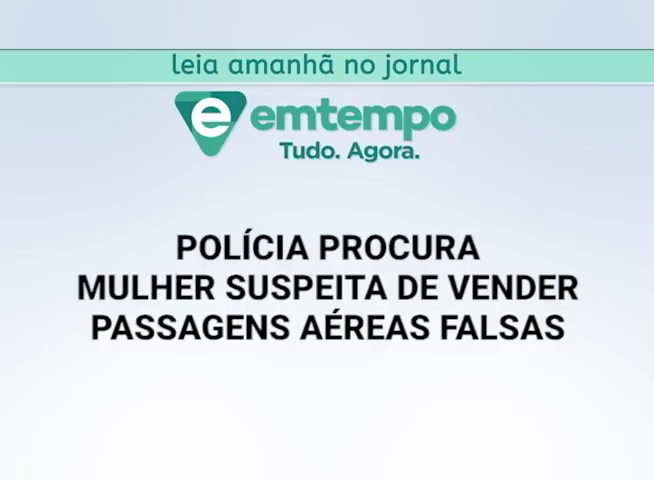 leia amanhã no jornal
e emtempo
Tudo. Agora.
POLÍCIA PROCURA
MULHER SUSPEITA DE VENDER
PASSAGENS AÉREAS FALSAS